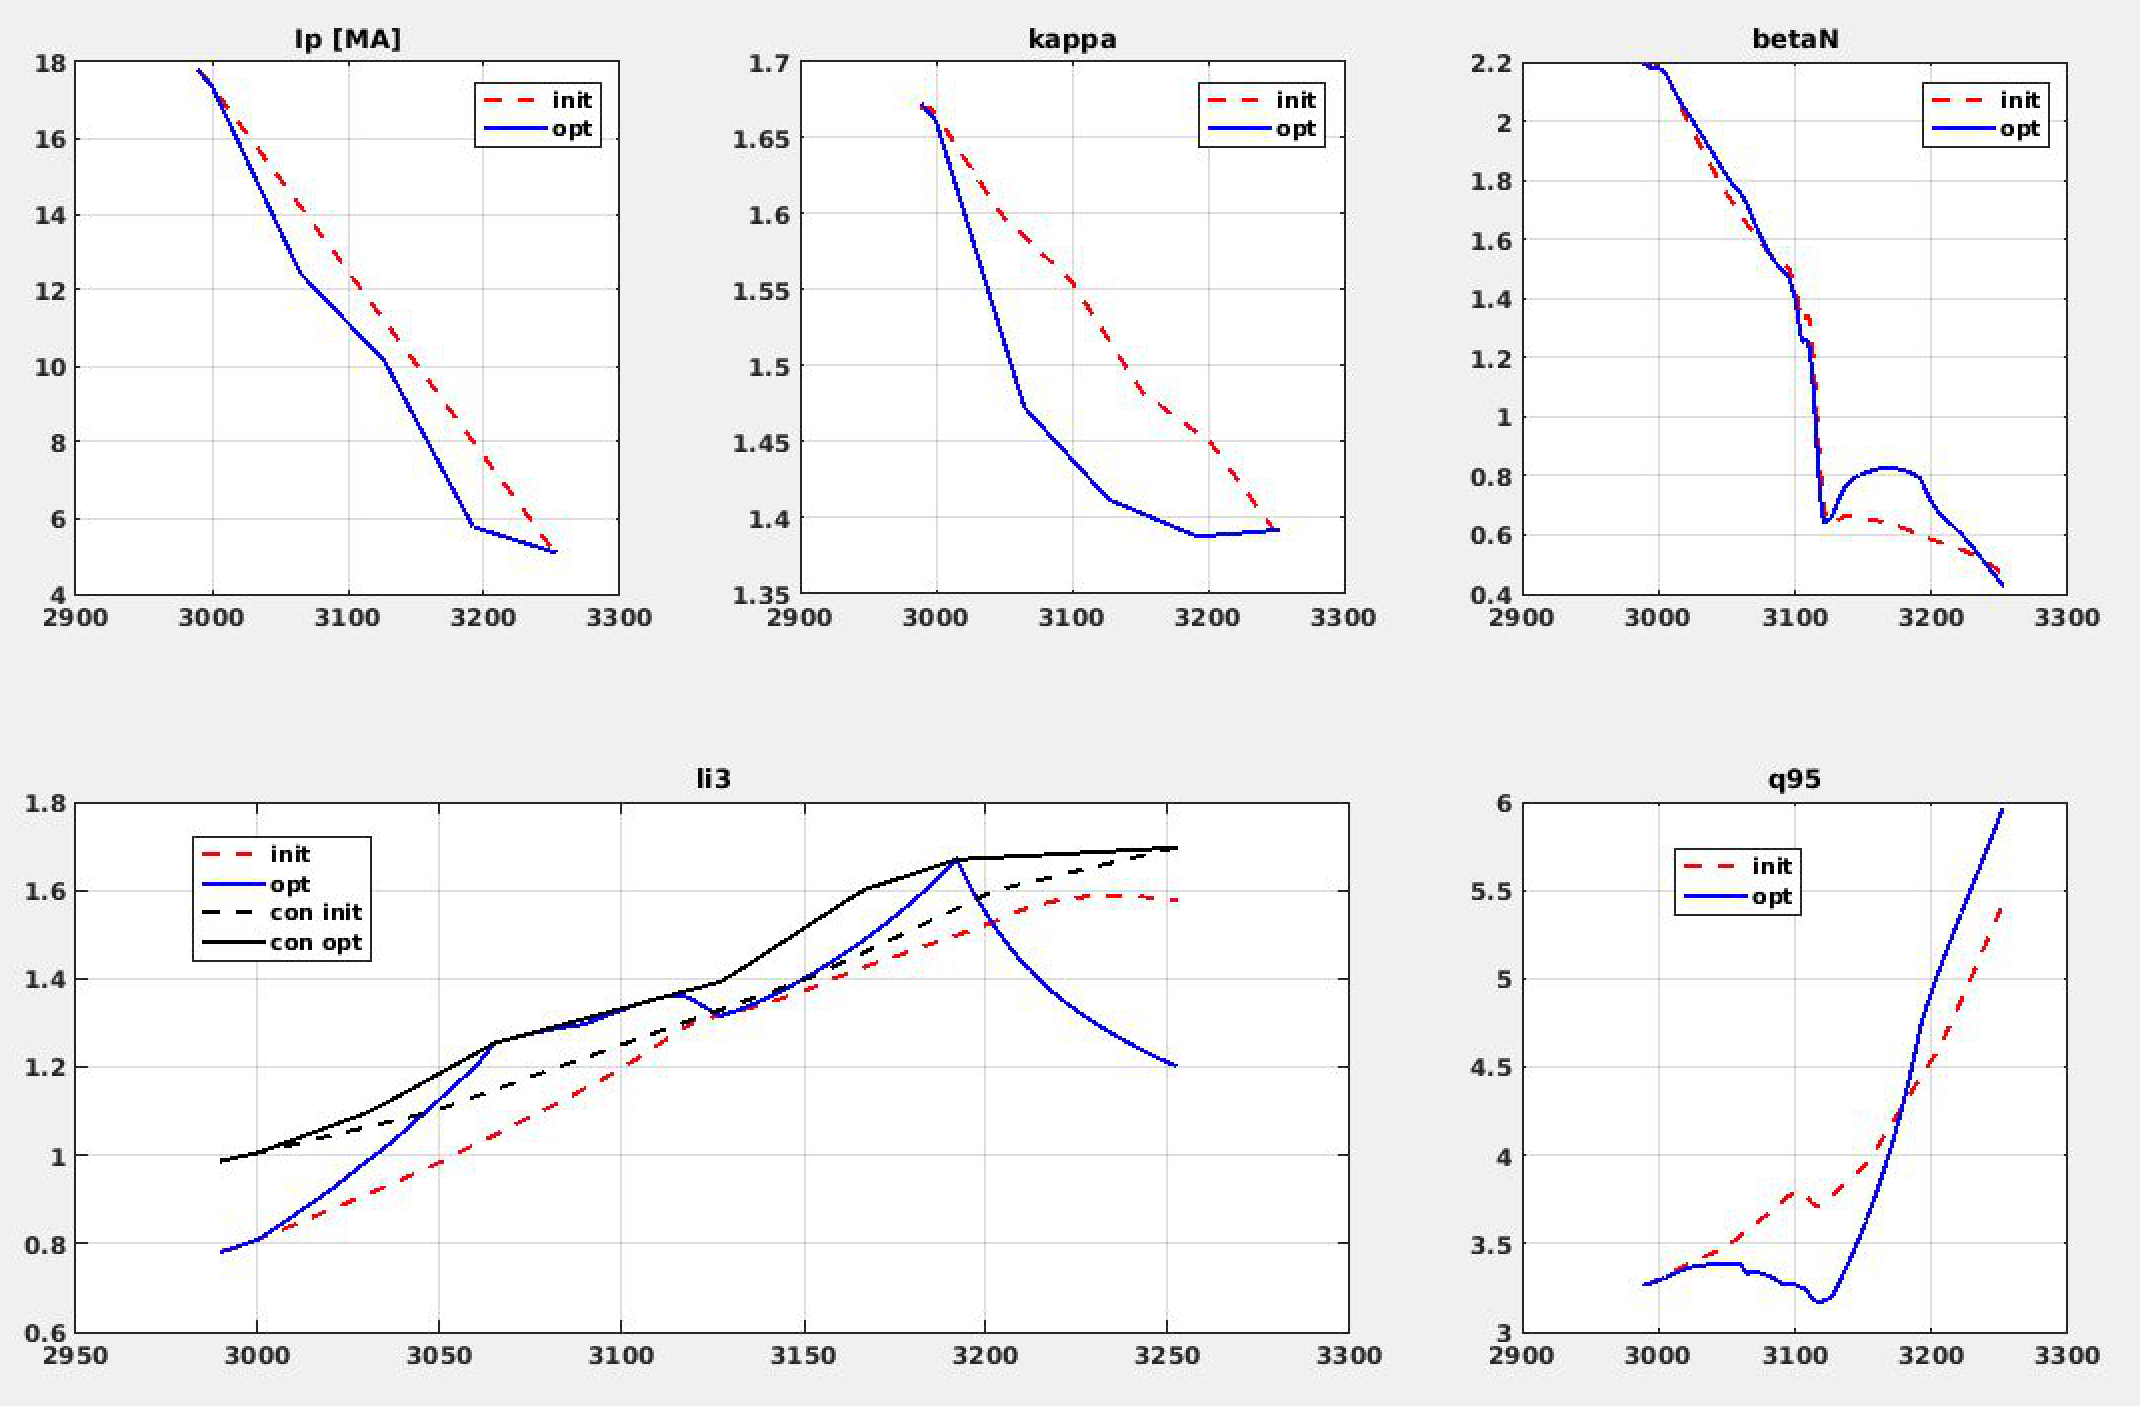 Ip [MA]
18
16
14
12
10
8
6
4
2900 3000 3100 3200 3300
init
opt
kappa
1.7
1.65
1.6
1.55
1.5
1.45
1.4
1.35
2900 3000 3100 3200 3300
init
opt
betaN
2.2
2
1.8
1.6
1.4
1.2
1
0.8
0.6
0.4
2900 3000 3100 3200 3300
init
opt
li3
1.8
1.6
1.4
1.2
1
0.8
0.6
2950 3000 3050 3100 3150 3200 3250 3300
init
opt
con init
con opt
q95
6
5.5
5
4.5
4
3.5
3
2900 3000 3100 3200 3300
init
opt